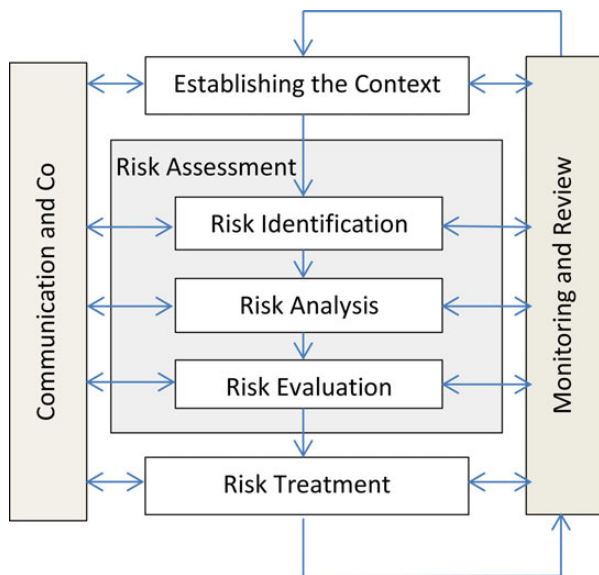 Establishing the Context
Risk Assessment
Risk Identification
Risk Analysis
Risk Evaluation
Risk Treatment
Communication and Co
Monitoring and Review